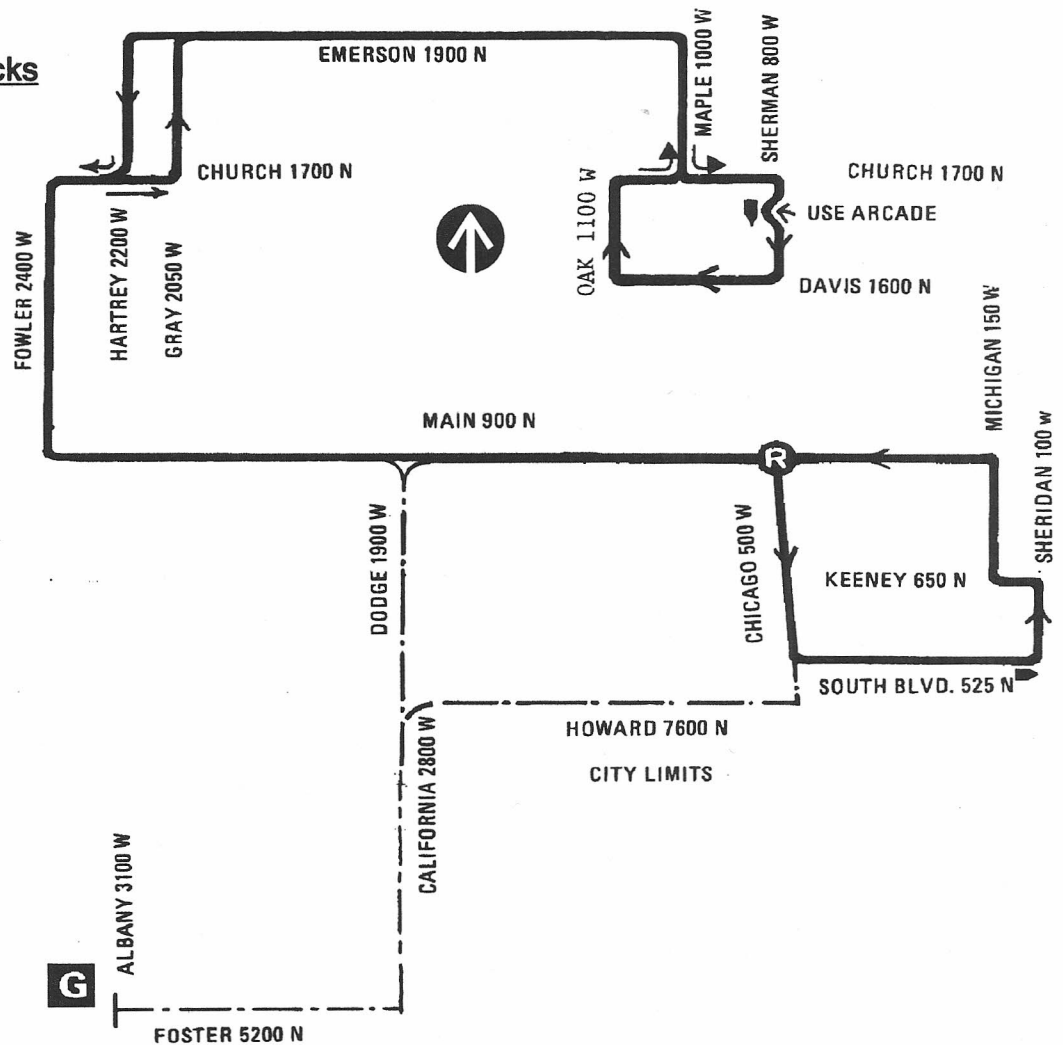 cks
EMERSON 1900 N
MAPLE 1000 W
SHERMAN 800 W
CHURCH 1700 N
CHURCH 1700 N
USE ARCADE
OAK 1100 W
FOWLER 2400 W
HARTREY 2200 W
GRAY 2050 W
DAVIS 1600 N
MICHIGAN 150 W
SHERIDAN 100 w
MAIN 900 N
R
DODGE 1900 W
CHICAGO 500 W
KEENEY 650 N
SOUTH BLVD. 525 N
HOWARD 7600 N
CITY LIMITS
CALIFORNIA 2800 W
ALBANY 3100 W
G
FOSTER 5200 N